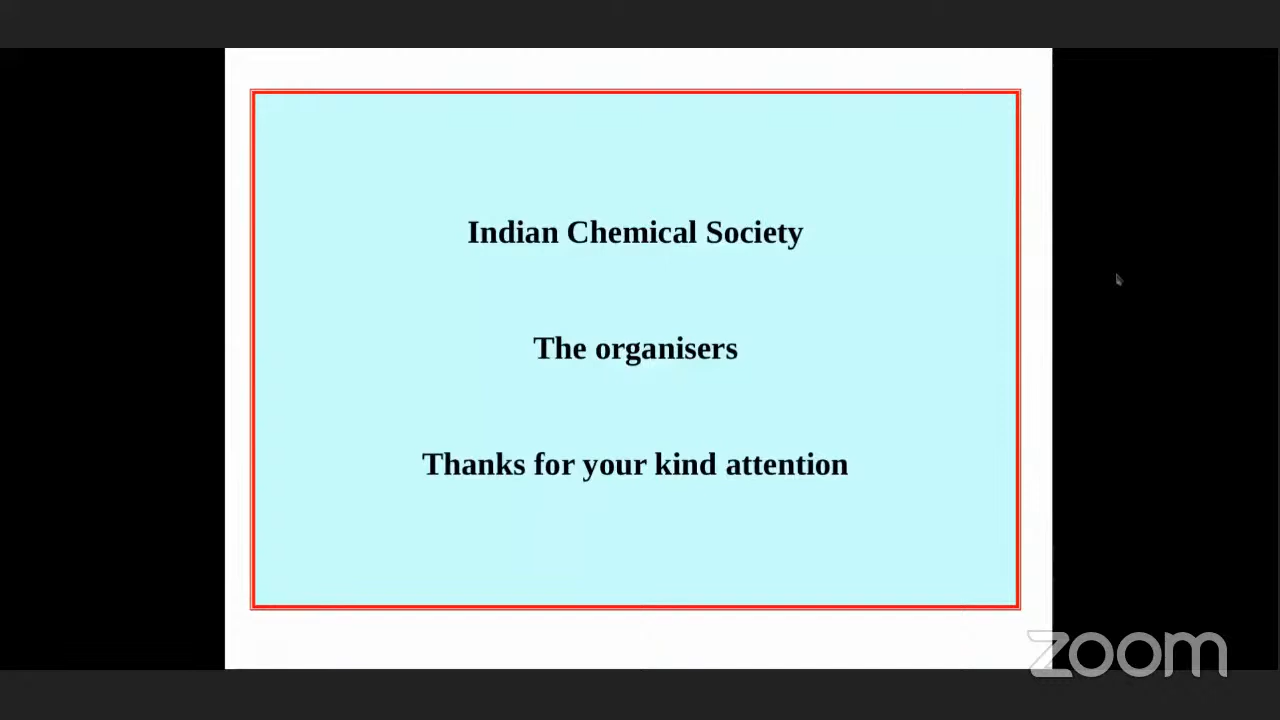 Indian Chemical Society
The organisers
Thanks for your kind attention
zoom